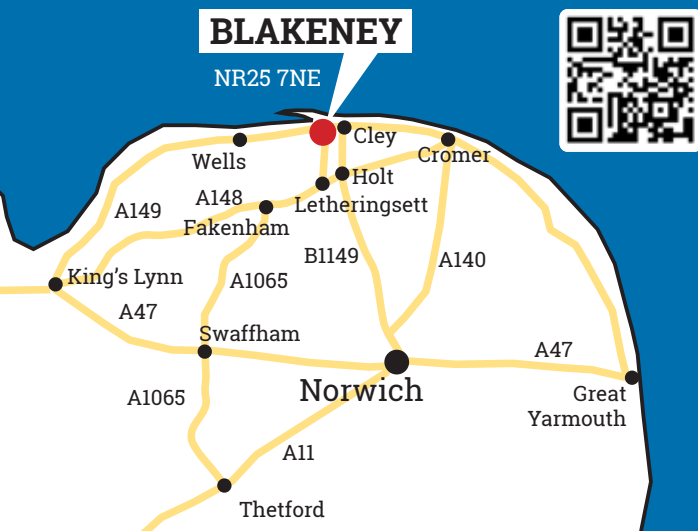 BLAKENEY
NR25 7NE
Cley
Wells
Cromer
Holt
A148
Letheringsett
A149
Fakenham
B1149
A140
King's Lynn
A1065
A47
Swaffham
A47
Norwich
A1065
Great
Yarmouth
A11
Thetford